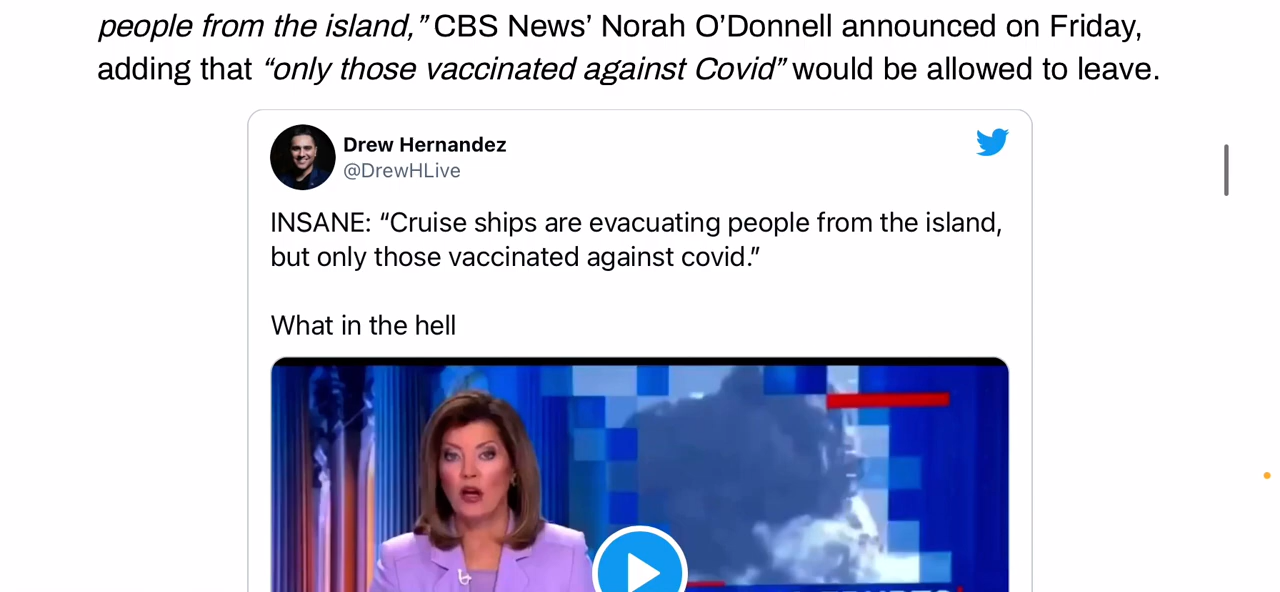 people from the island,” CBS News’ Norah O’Donnell announced on Friday,
adding that “only those vaccinated against Covid” would be allowed to leave.
Drew Hernandez
@DrewHLive
INSANE: “Cruise ships are evacuating people from the island,
but only those vaccinated against covid.”
What in the hell